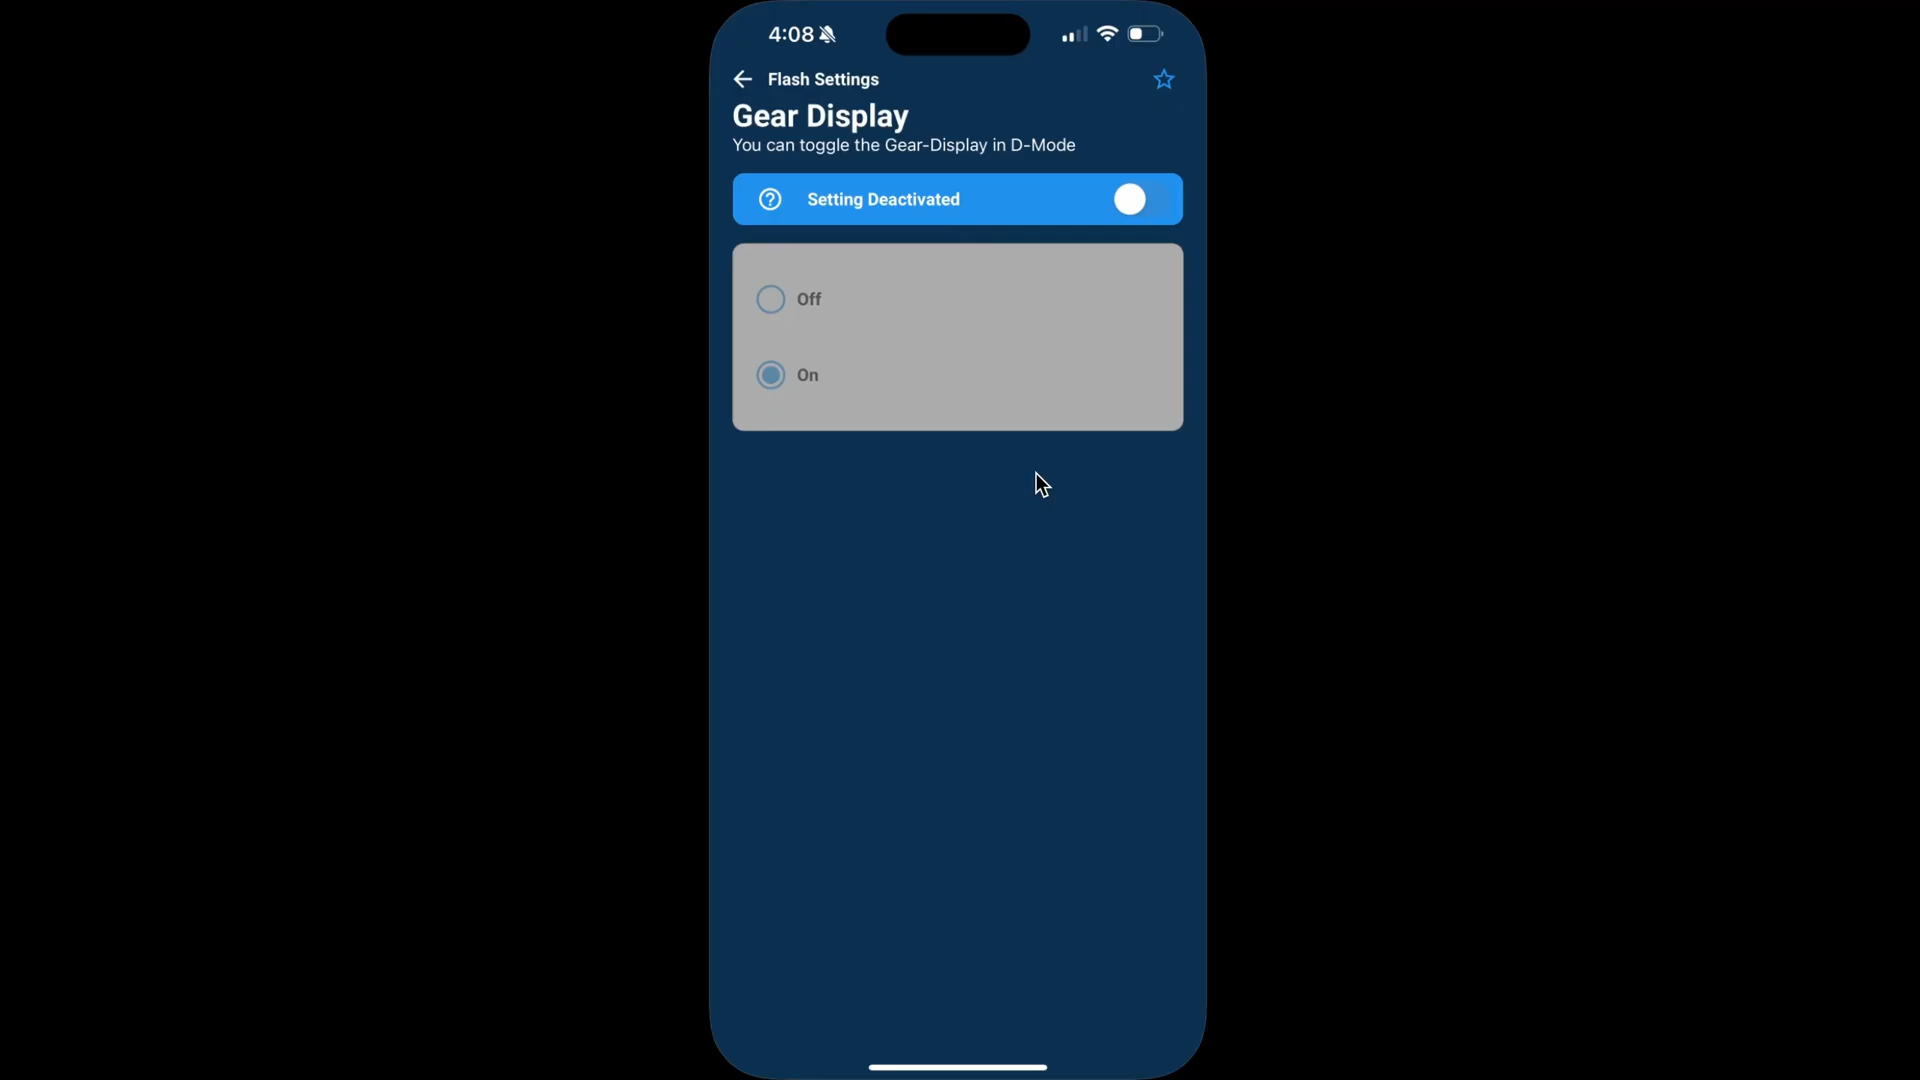 4:08
Flash Settings
Gear Display
You can toggle the Gear-Display in D-Mode
Setting Deactivated
Off
On